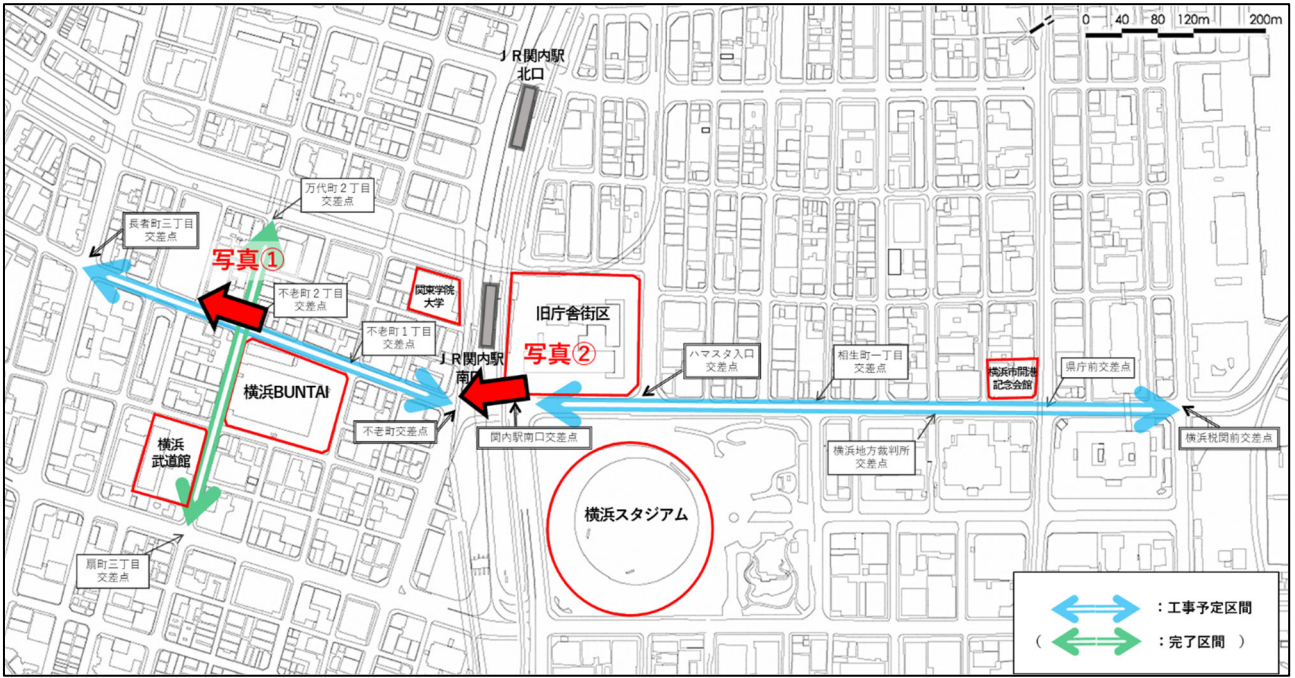 0 40 80 120m 200m
JR関内駅
北口
万代町2丁目
交差点
長者町三丁目
交差点
写真①
不老町2丁目
交差点
関東学院
大学
旧庁舎街区
不老町1丁目
交差点
JR関内駅
南口
写真②
ハマスタ入口
交差点
相生町一丁目
交差点
横浜市開港
記念会館
県庁前交差点
横浜BUNTAI
横浜
武道館
不老町交差点
関内駅南口交差点
横浜地方裁判所
交差点
横浜税関前交差点
横浜スタジアム
扇町三丁目
交差点
:工事予定区間
( :完了区間 )